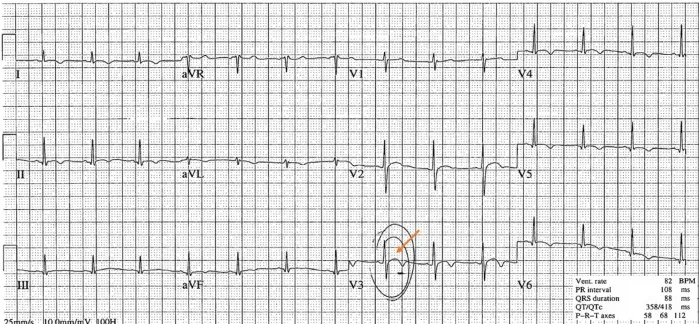 I aVR V1 V4
II aVL V2 V5
III aVF V3 V6
Vent. rate 82 BPM
PR interval 108 ms
QRS duration 88 ms
QT/QTc 358/418 ms
P-R-T axes 58 68 112
25mm/s 10.0mm/mV 100H